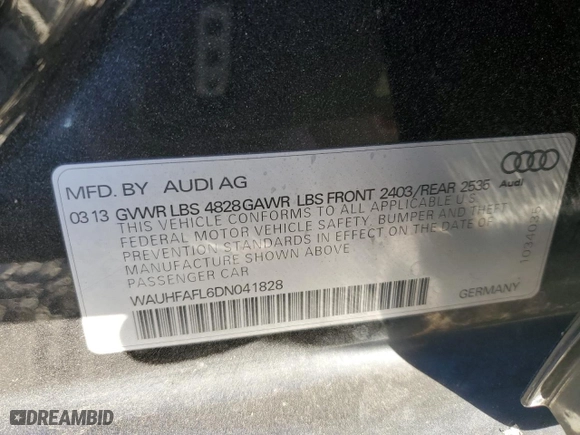 MFD. BY AUDI AG
03 13 GVWR LBS 4828 GAWR LBS FRONT 2403/REAR 2535
Audi
THIS VEHICLE CONFORMS TO ALL APPLICABLE U.S.
FEDERAL MOTOR VEHICLE SAFETY, BUMPER AND THEFT
PREVENTION STANDARDS IN EFFECT ON THE DATE OF
MANUFACTURE SHOWN ABOVE
PASSENGER CAR
WAUHFAFL6DN041828
GERMANY
DREAMBID